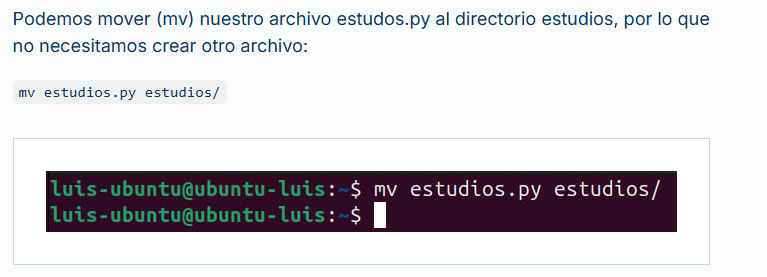 Podemos mover (mv) nuestro archivo estudos.py al directorio estudios, por lo que
no necesitamos crear otro archivo:
mv estudios.py estudios/
luis-ubuntu@ubuntu-luis:~$ mv estudios.py estudios/
luis-ubuntu@ubuntu-luis:~$